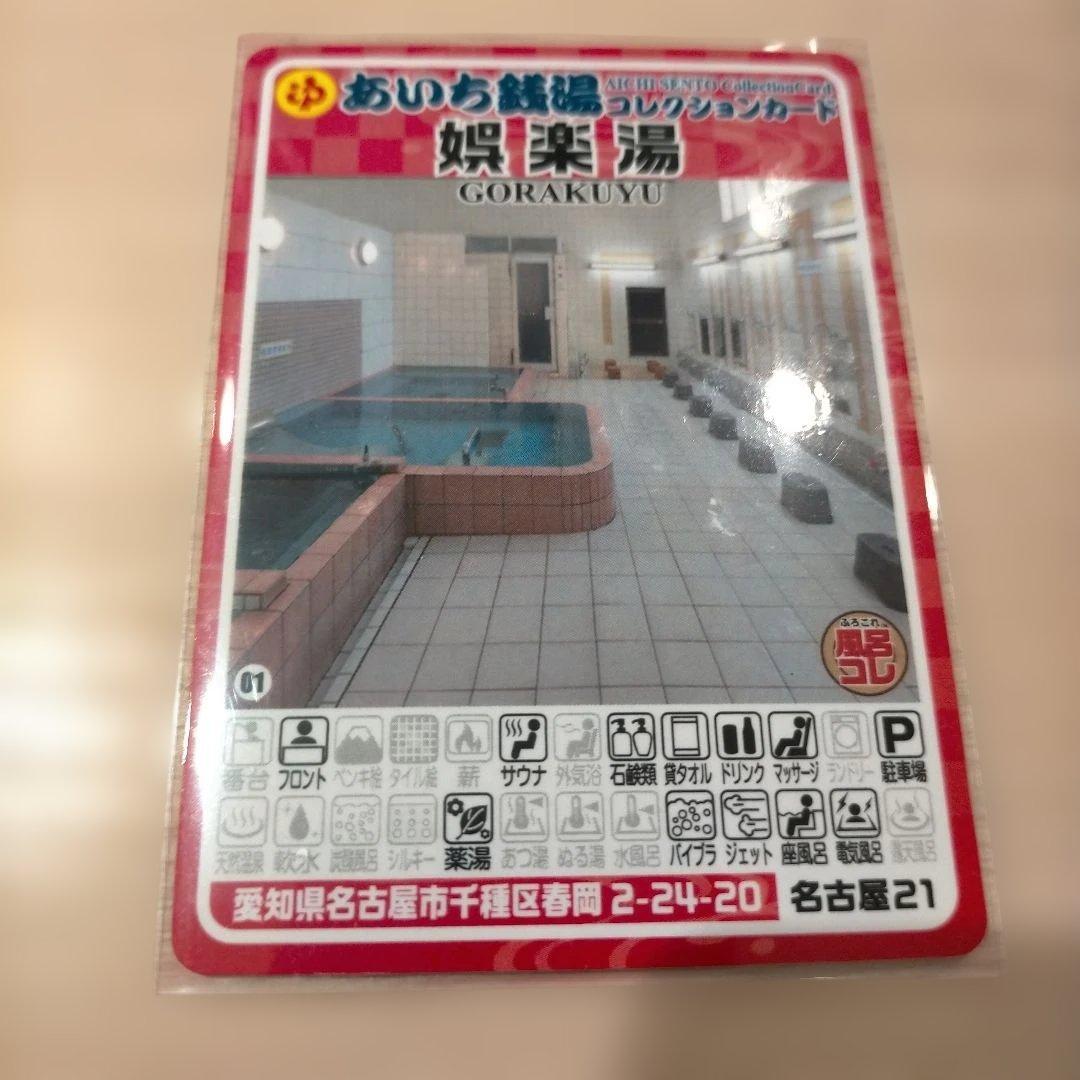 ゆ あいち銭湯 AICHI SENTO CollectionCard
コレクションカード
娯楽湯
GORAKUYU
ふろこれ
風呂
コレ
01
番台 フロント ペンキ絵 タイル絵 薪 サウナ 外気浴 石鹸類 貸タオル ドリンク マッサージ ランドリー P 駐車場
天然温泉 軟水 炭酸風呂 シルキー 薬湯 あつ湯 ぬる湯 水風呂 バイブラ ジェット 座風呂 電気風呂 露天風呂
愛知県名古屋市千種区春岡 2-24-20 名古屋21